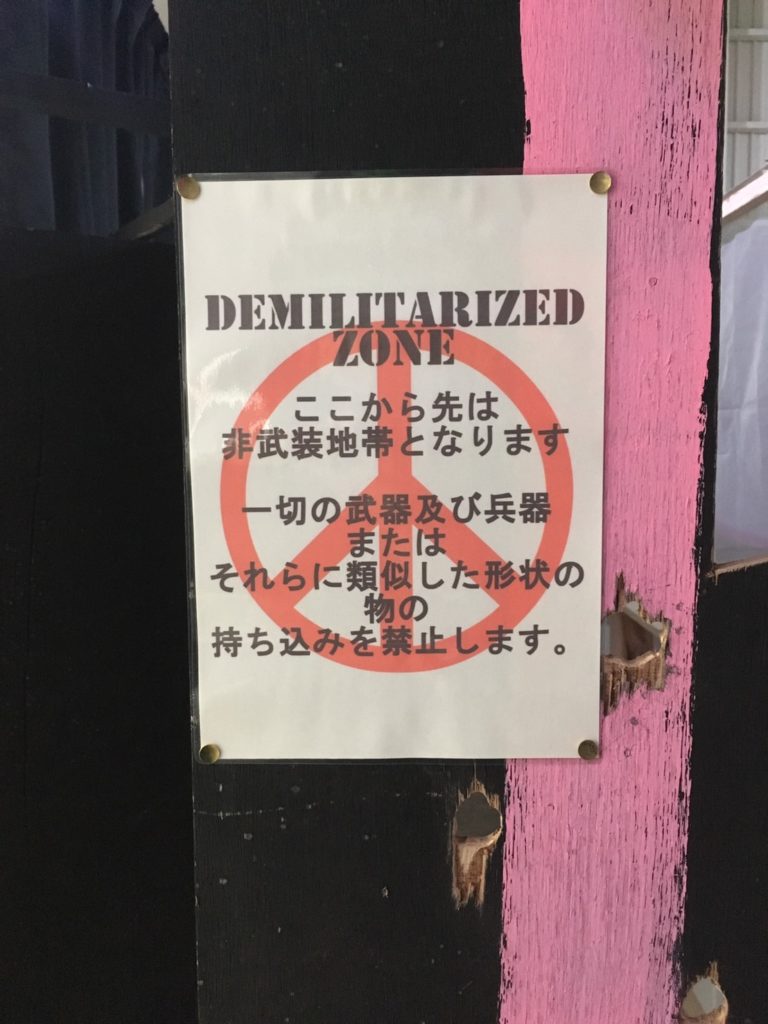 DEMILITARIZED
ZONE
ここから先は
非武装地帯となります
一切の武器及び兵器
または
それらに類似した形状の
物の
持ち込みを禁止します。